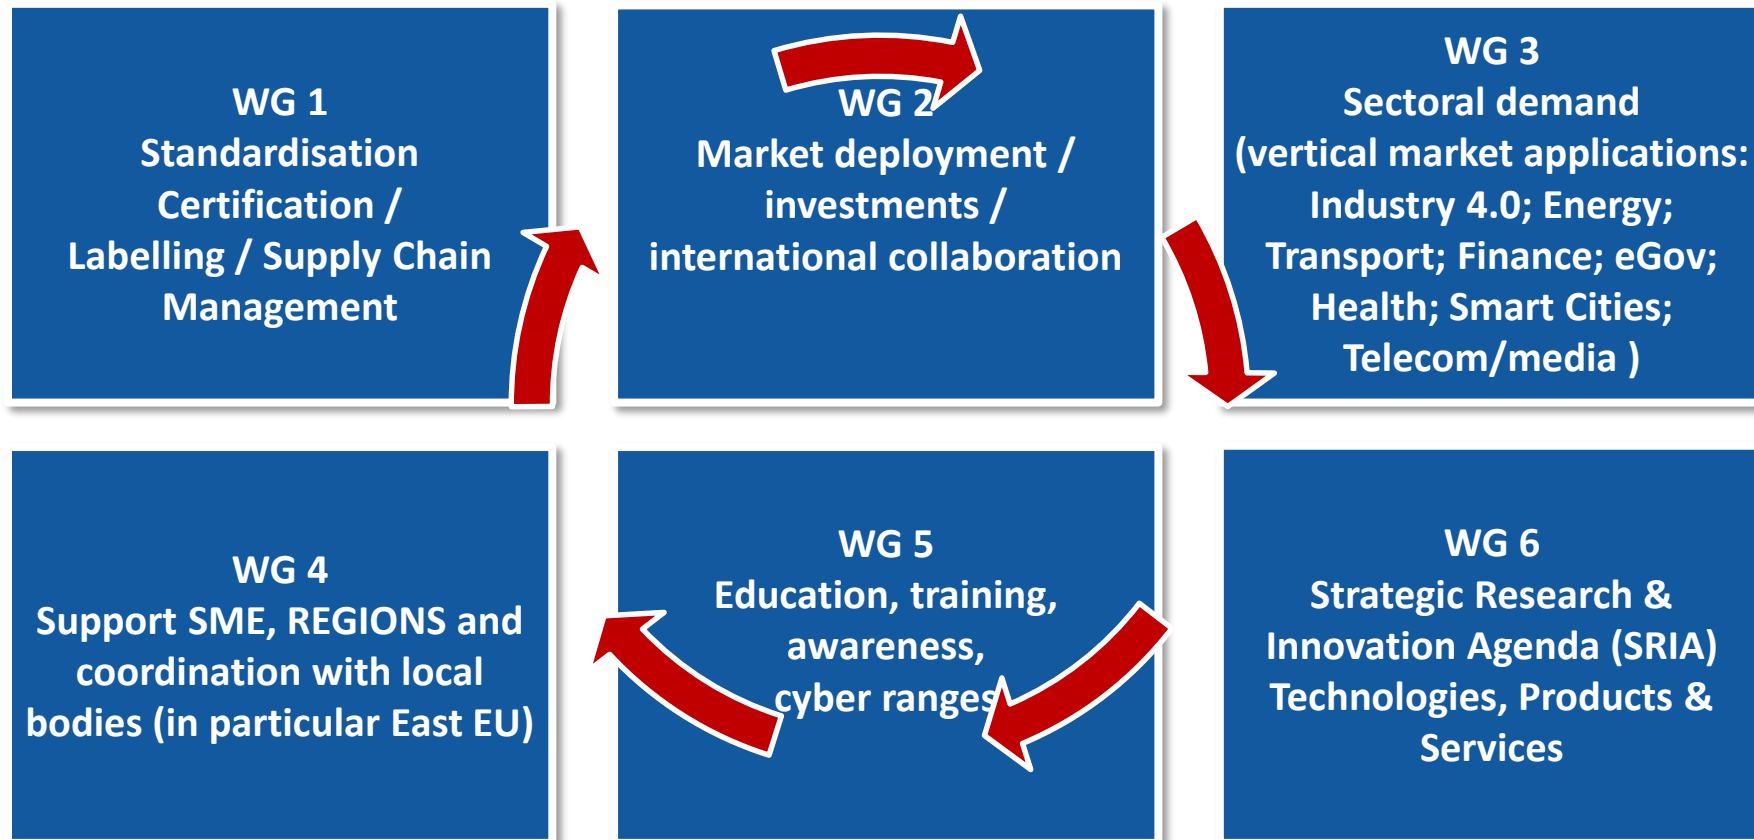 WG 1
Standardisation
Certification /
Labelling / Supply Chain
Management
WG 2
Market deployment /
investments /
international collaboration
WG 3
Sectoral demand
(vertical market applications:
Industry 4.0; Energy;
Transport; Finance; eGov;
Health; Smart Cities;
Telecom/media )
WG 4
Support SME, REGIONS and
coordination with local
bodies (in particular East EU)
WG 5
Education, training,
awareness,
cyber ranges
WG 6
Strategic Research &
Innovation Agenda (SRIA)
Technologies, Products &
Services